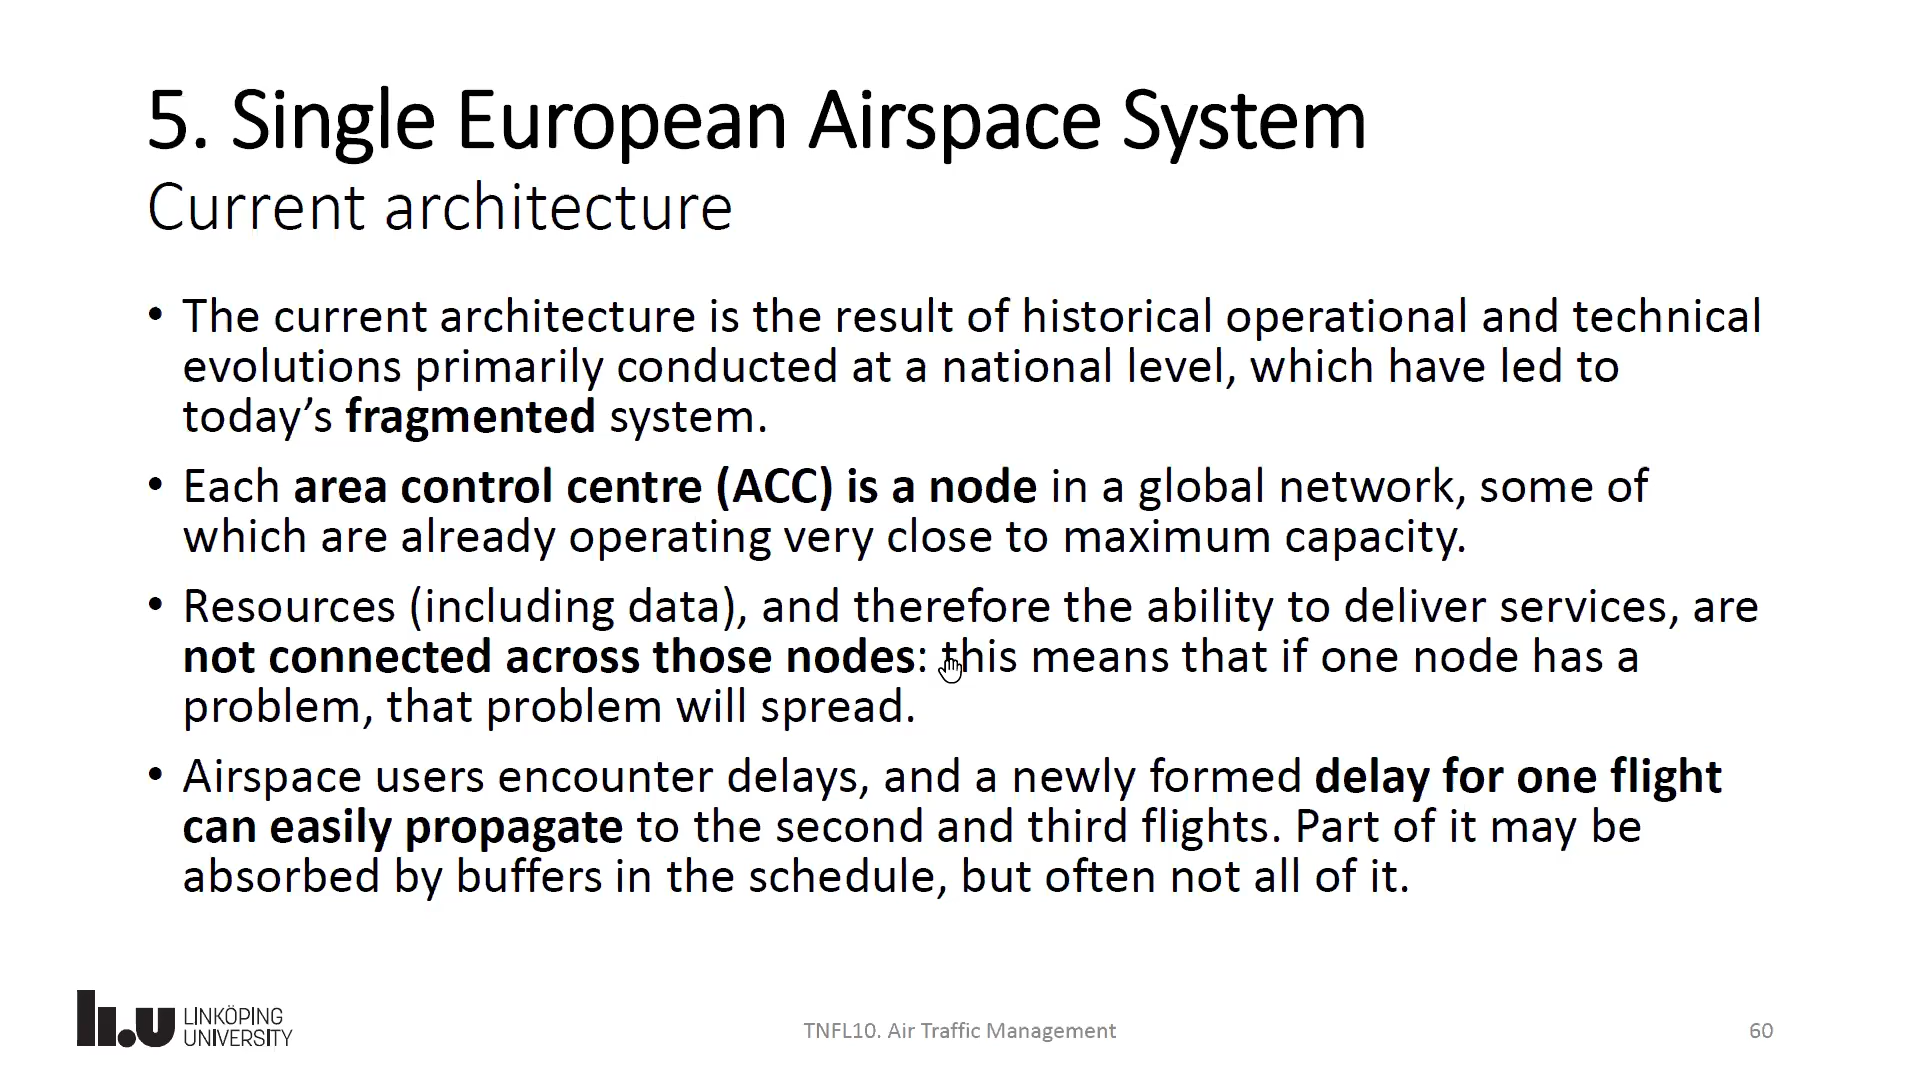 5. Single European Airspace System
Current architecture
• The current architecture is the result of historical operational and technical
evolutions primarily conducted at a national level, which have led to
today’s fragmented system.
• Each area control centre (ACC) is a node in a global network, some of
which are already operating very close to maximum capacity.
• Resources (including data), and therefore the ability to deliver services, are
not connected across those nodes: this means that if one node has a
problem, that problem will spread.
• Airspace users encounter delays, and a newly formed delay for one flight
can easily propagate to the second and third flights. Part of it may be
absorbed by buffers in the schedule, but often not all of it.
li.u LINKÖPING
UNIVERSITY
TNFL10. Air Traffic Management
60